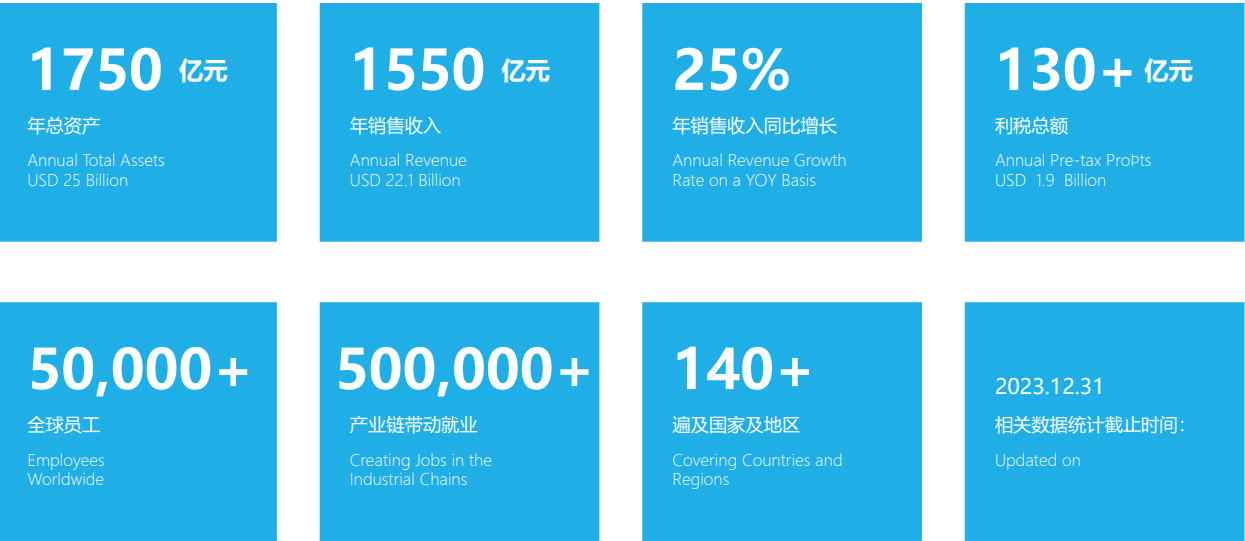 1750 亿元
年总资产
Annual Total Assets
USD 25 Billion
1550 亿元
年销售收入
Annual Revenue
USD 22.1 Billion
25%
年销售收入同比增长
Annual Revenue Growth
Rate on a YOY Basis
130+ 亿元
利税总额
Annual Pre-tax ProÞts
USD 1.9 Billion
50,000+
全球员工
Employees
Worldwide
500,000+
产业链带动就业
Creating Jobs in the
Industrial Chains
140+
遍及国家及地区
Covering Countries and
Regions
2023.12.31
相关数据统计截止时间：
Updated on